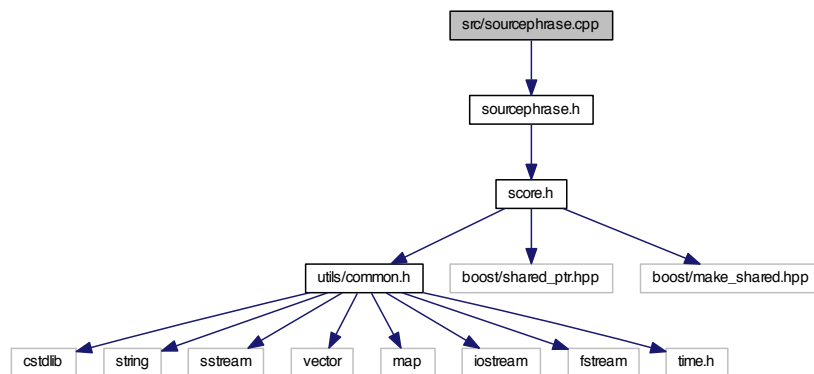 src/sourcephrase.cpp
sourcephrase.h
score.h
utils/common.h
boost/shared_ptr.hpp
boost/make_shared.hpp
cstdlib
string
sstream
vector
map
iostream
fstream
time.h